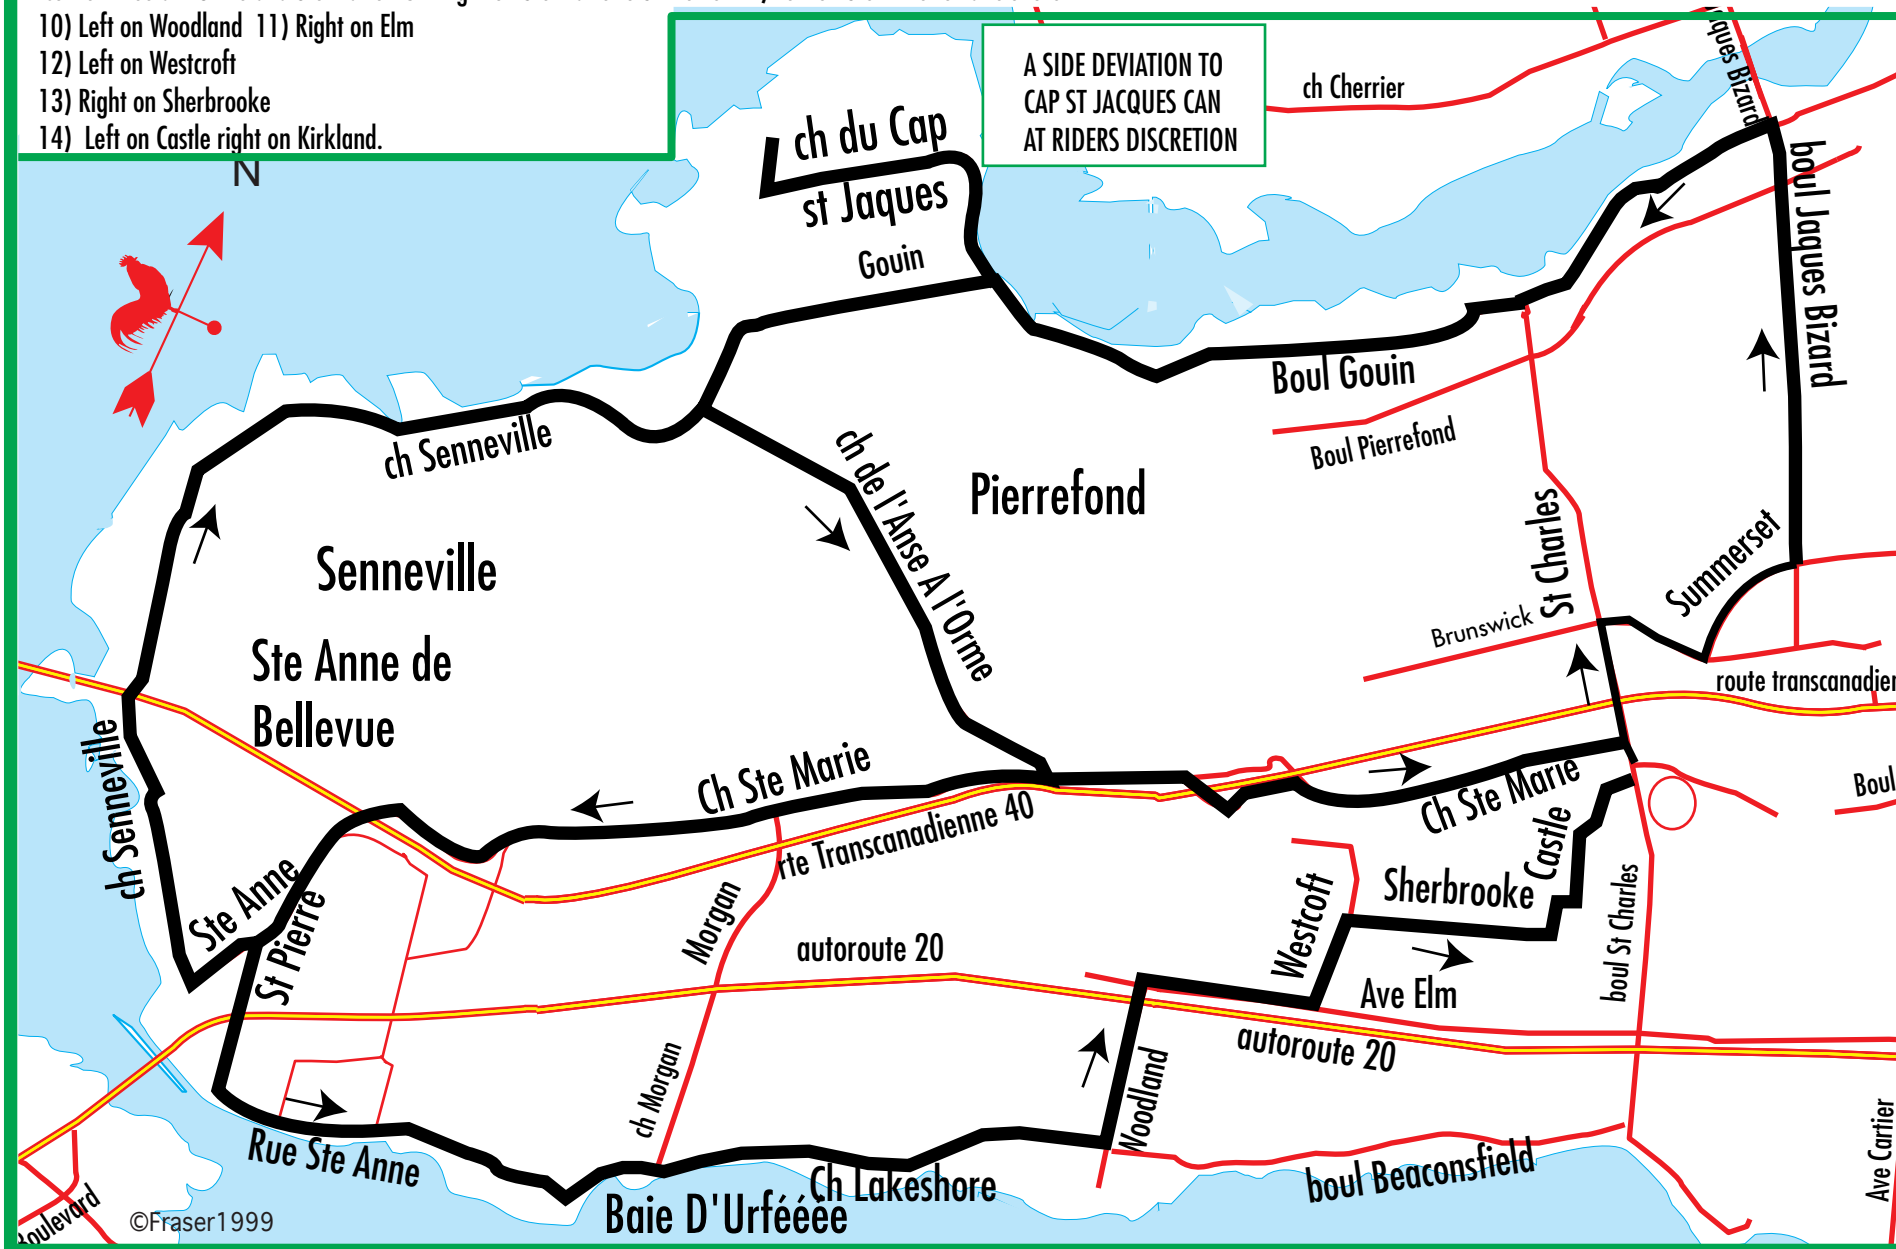 10) Left on Woodland  11) Right on Elm
12) Left on Westcroft
13) Right on Sherbrooke
14)  Left on Castle right on Kirkland.
N
A SIDE DEVIATION TO
CAP ST JACQUES CAN
AT RIDERS DISCRETION
ch Cherrier
Jaques Bizard
ch du Cap
st Jaques
Gouin
boul Jaques Bizard
Boul Gouin
Boul Pierrefond
ch Senneville
ch de l'Anse A l'Orme
Pierrefond
St Charles
Summerset
Senneville
Brunswick
Ste Anne de
Bellevue
route transcanadien
ch Senneville
Ch Ste Marie
rte Transcanadienne 40
Ch Ste Marie
Boul
Castle
Ste Anne
St Pierre
Morgan
Sherbrooke
Westcoft
boul St Charles
autoroute 20
Ave Elm
autoroute 20
ch Morgan
Woodland
Rue Ste Anne
Ch Lakeshore
boul Beaconsfield
Ave Cartier
Baie D'Urféééé
Boulevard
©Fraser1999